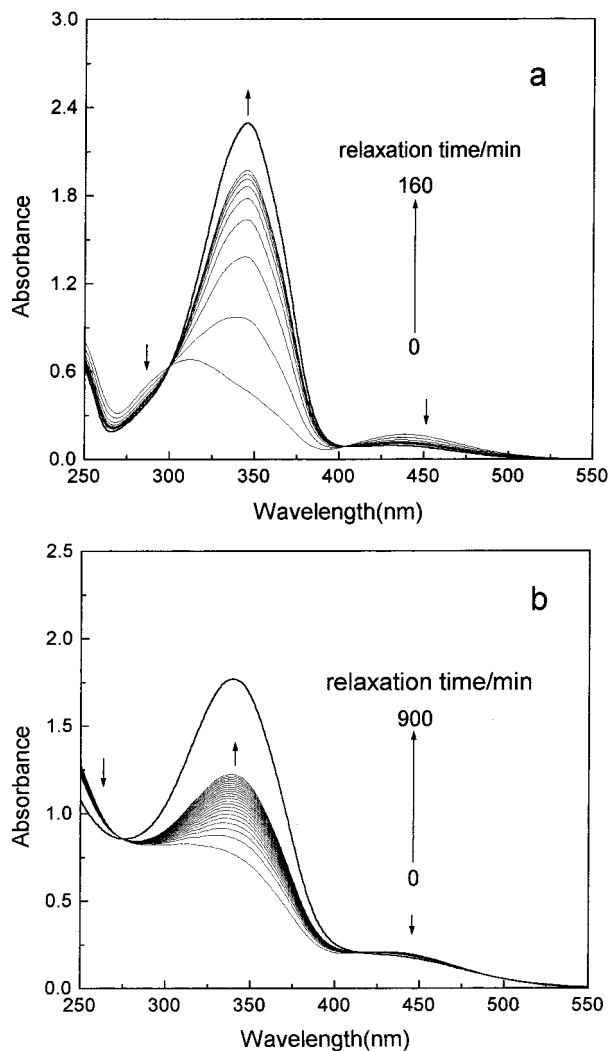 a
3.0
2.4
1.8
1.2
0.6
0.0
Absorbance
relaxation time/min
160
0
250 300 350 400 450 500 550
Wavelength(nm)
b
2.5
2.0
1.5
1.0
0.5
0.0
Absorbance
relaxation time/min
900
0
250 300 350 400 450 500 550
Wavelength(nm)